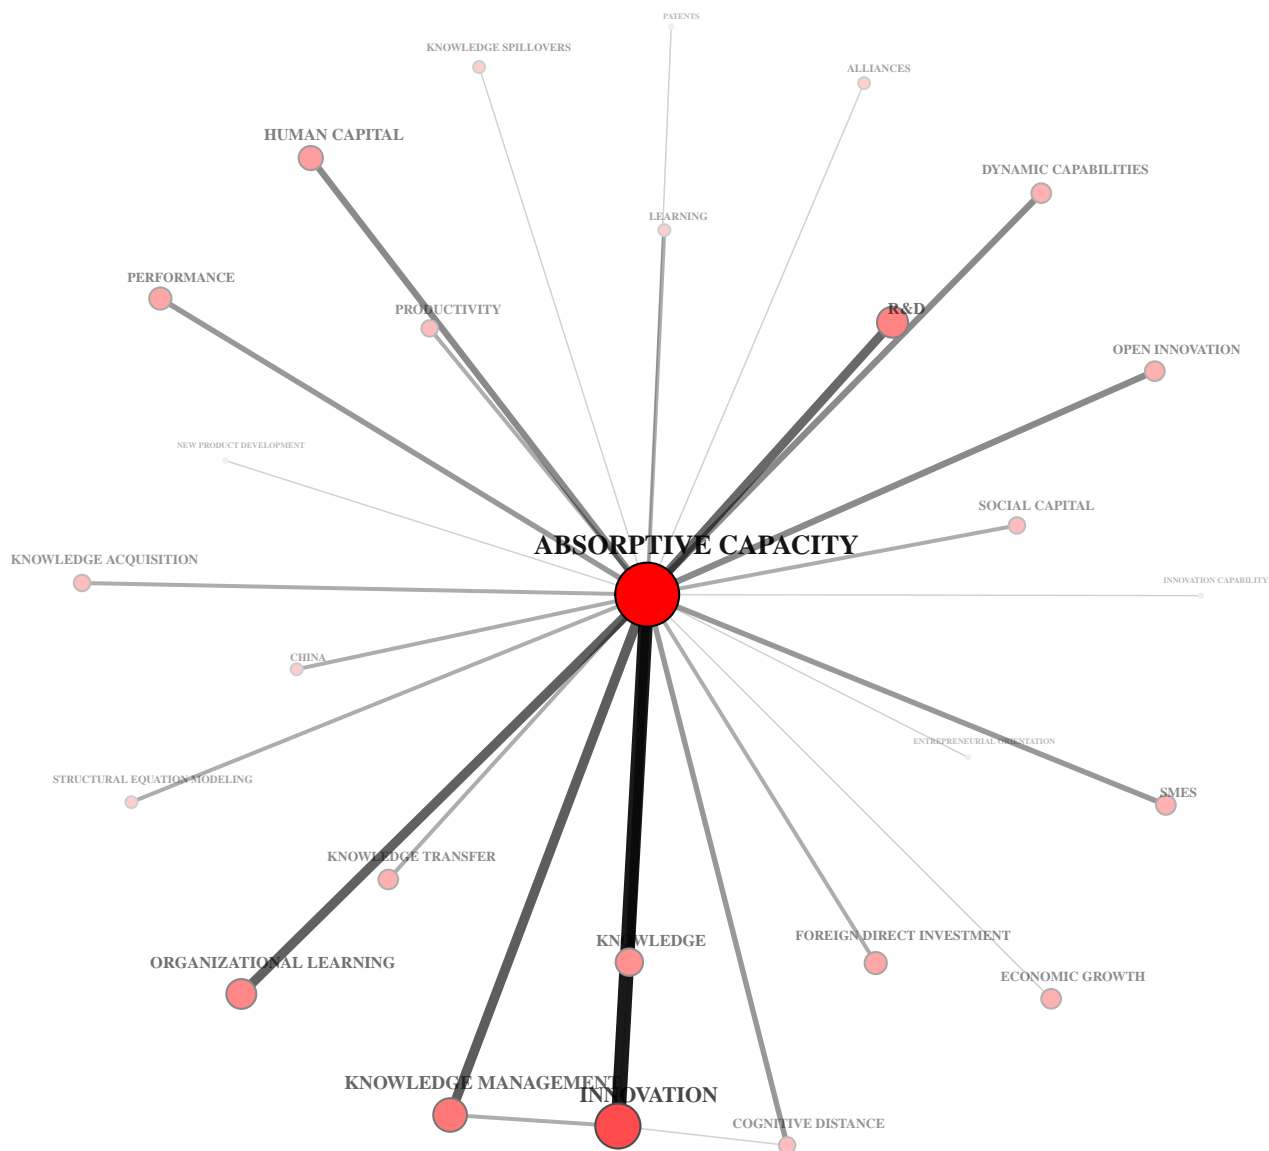 PATENTS
KNOWLEDGE SPILLOVERS
ALLIANCES
HUMAN CAPITAL
DYNAMIC CAPABILITIES
LEARNING
PERFORMANCE
PRODUCTIVITY
R&D
OPEN INNOVATION
NEW PRODUCT DEVELOPMENT
SOCIAL CAPITAL
ABSORPTIVE CAPACITY
KNOWLEDGE ACQUISITION
INNOVATION CAPABILITY
CHINA
ENTREPRENEURIAL ORIENTATION
STRUCTURAL EQUATION MODELING
SMES
KNOWLEDGE TRANSFER
FOREIGN DIRECT INVESTMENT
KNOWLEDGE
ORGANIZATIONAL LEARNING
ECONOMIC GROWTH
KNOWLEDGE MANAGEMENT
INNOVATION
COGNITIVE DISTANCE